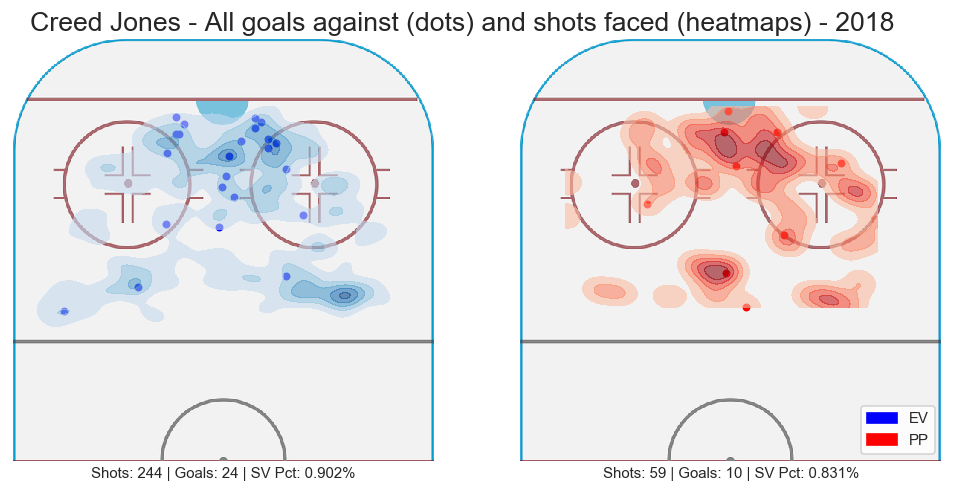 Creed Jones - All goals against (dots) and shots faced (heatmaps) - 2018
EV
PP
Shots: 244 | Goals: 24 | SV Pct: 0.902%
Shots: 59 | Goals: 10 | SV Pct: 0.831%